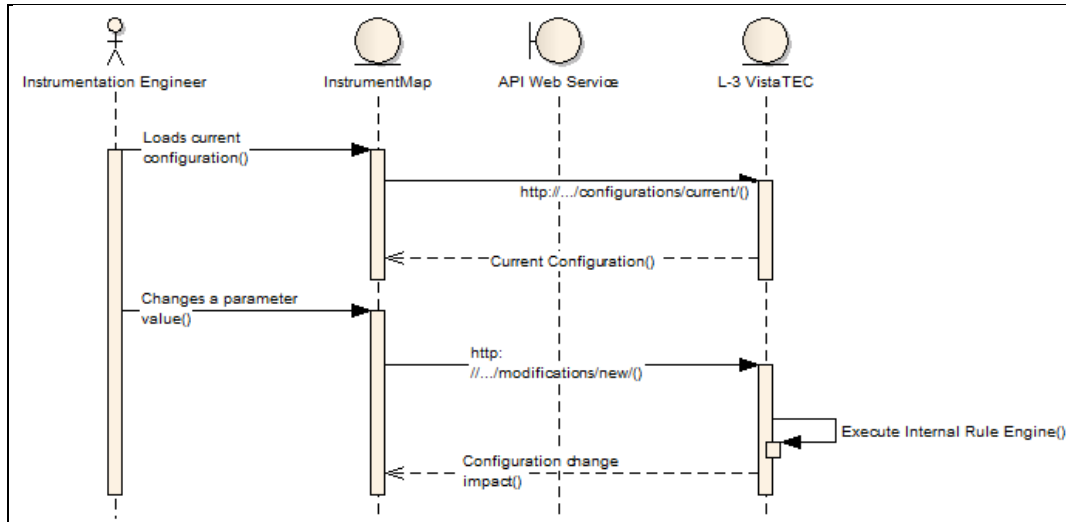 Instrumentation Engineer
InstrumentMap
API Web Service
L-3 VistaTEC
Loads current
configuration()
http://.../configurations/current/()
Current Configuration()
Changes a parameter
value()
http:
//.../modifications/new/()
Execute Internal Rule Engine()
Configuration change
impact()